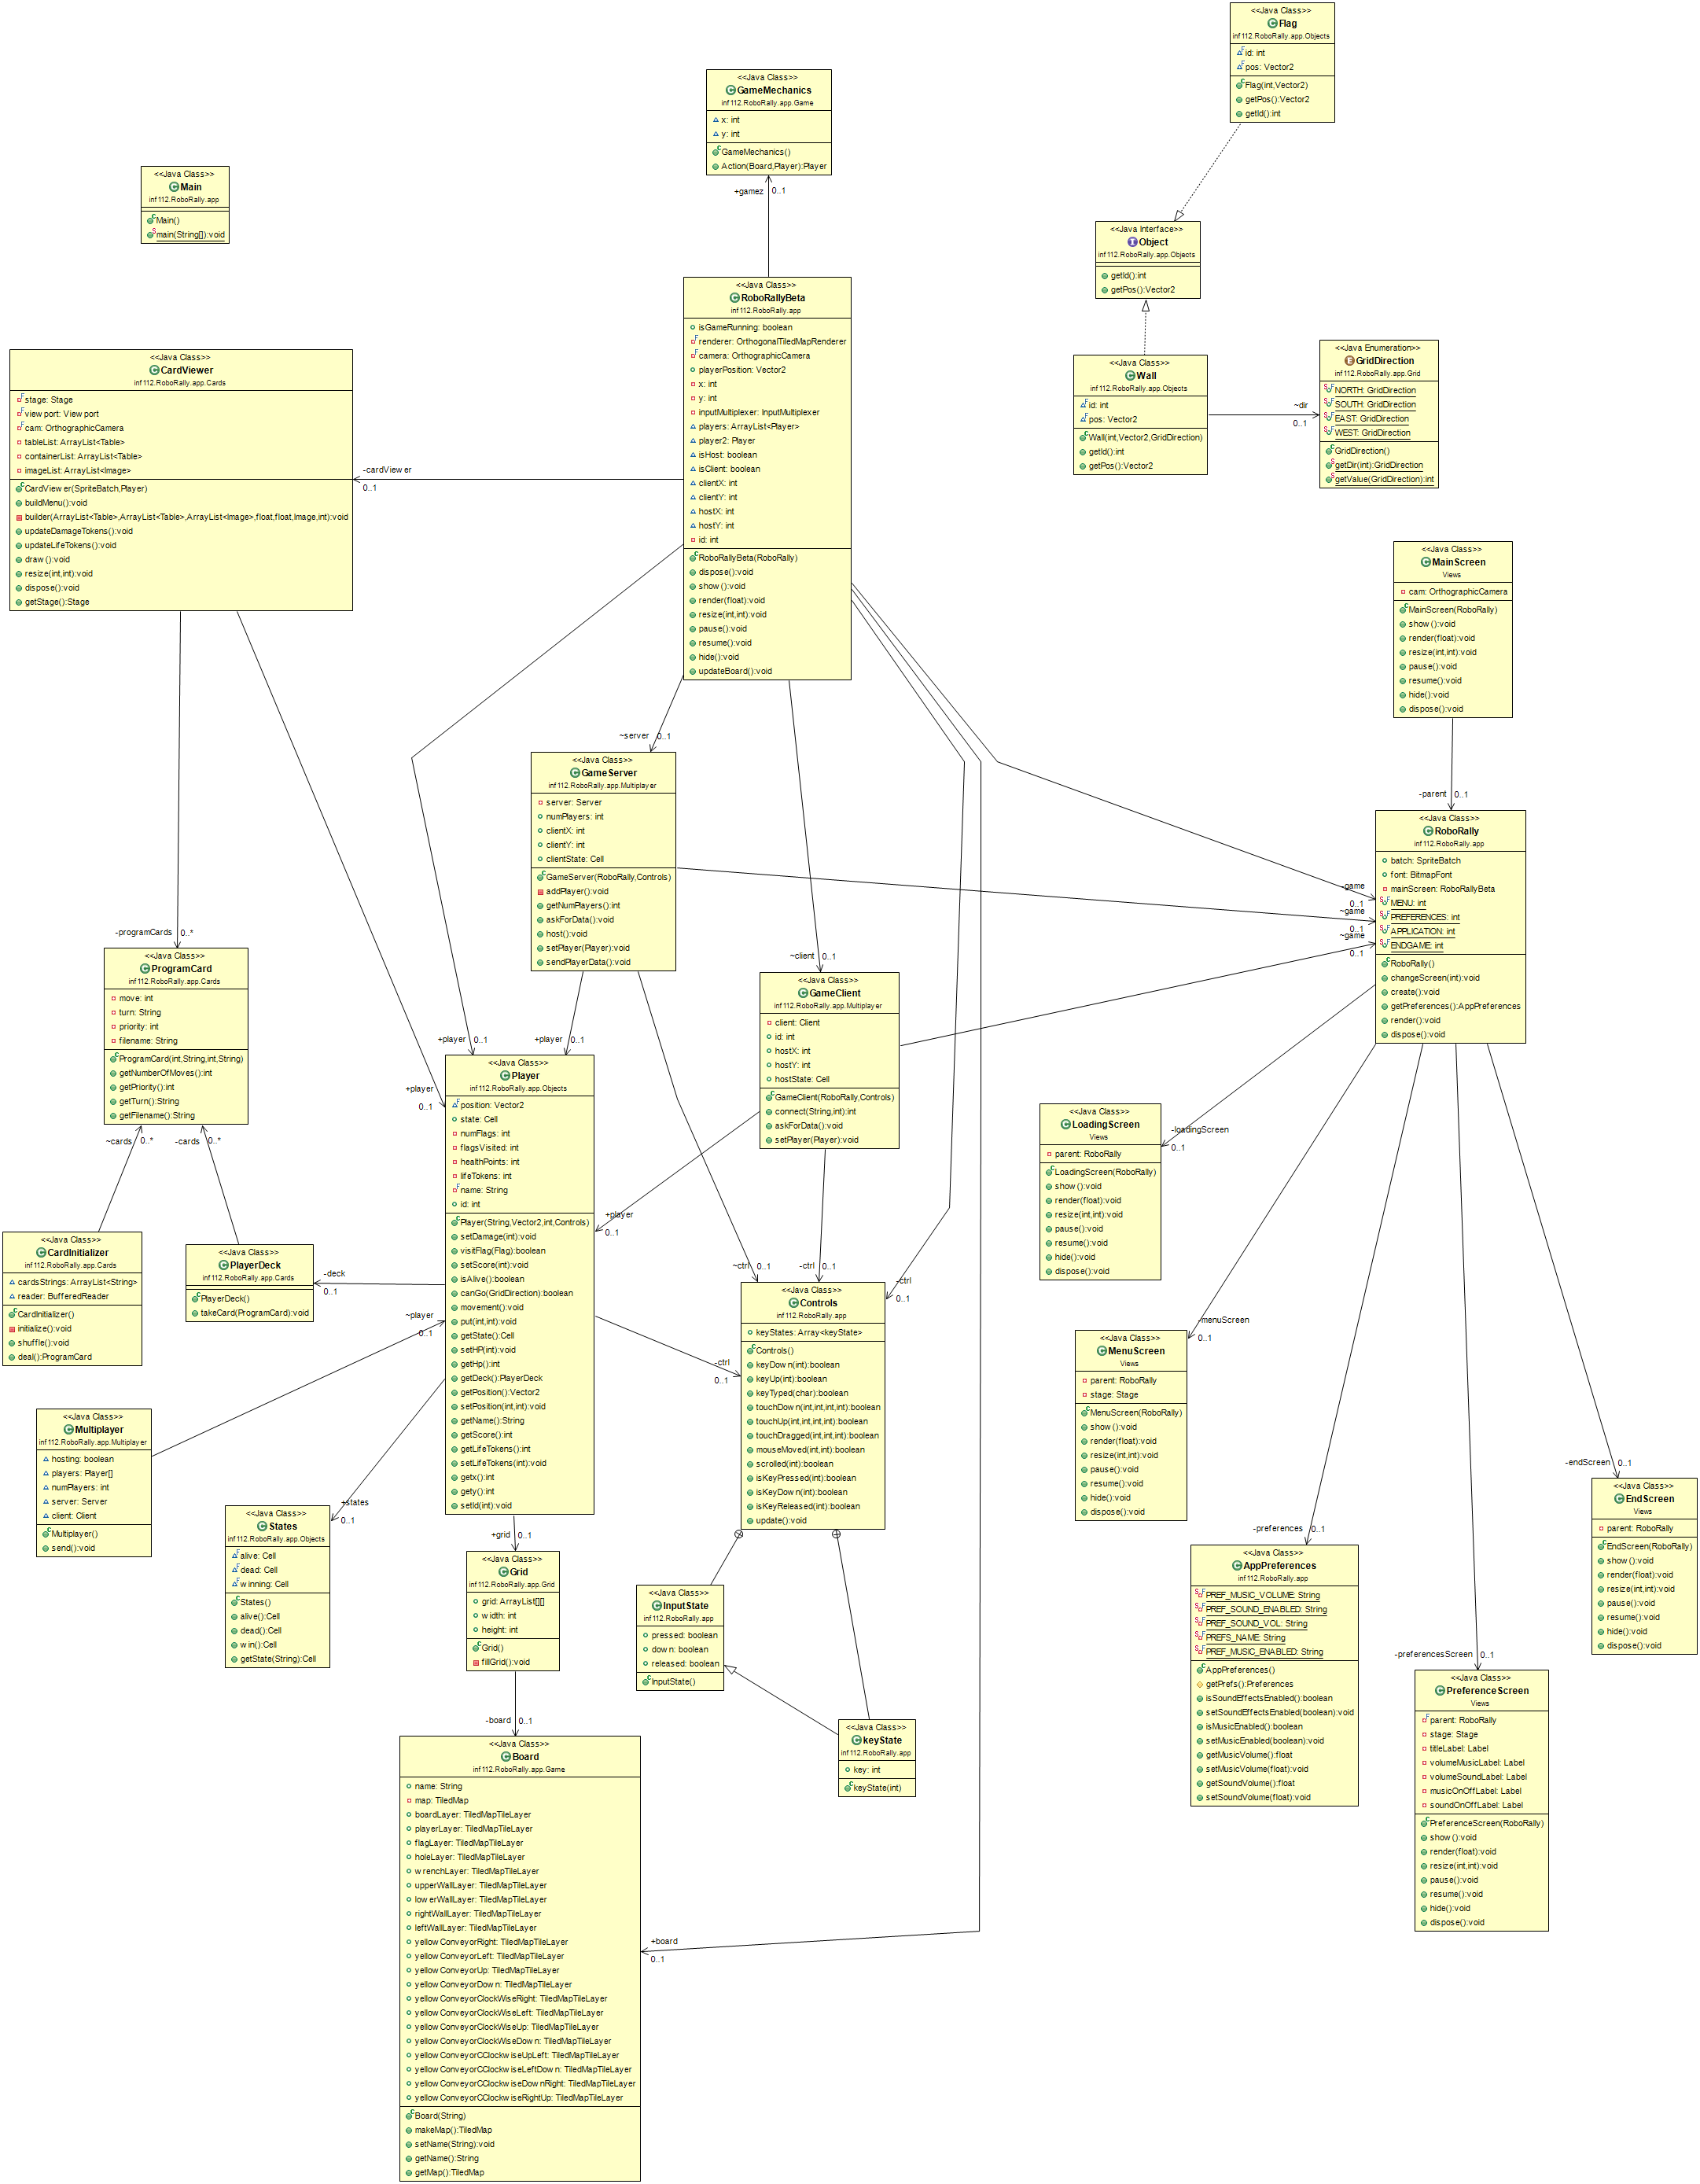 <<Java Class>>
Flag
inf112.RoboRally.app.Objects
id: int
pos: Vector2
Flag(int,Vector2)
getPos():Vector2
getId():int
<<Java Class>>
GameMechanics
inf112.RoboRally.app.Game
x: int
y: int
GameMechanics()
Action(Board,Player):Player
+gamez
0..1
<<Java Class>>
Main
inf112.RoboRally.app
Main()
main(String[]):void
<<Java Interface>>
Object
inf112.RoboRally.app.Objects
getId():int
getPos():Vector2
<<Java Class>>
RoboRallyBeta
inf112.RoboRally.app
isGameRunning: boolean
renderer: OrthogonalTiledMapRenderer
camera: OrthographicCamera
playerPosition: Vector2
x: int
y: int
inputMultiplexer: InputMultiplexer
players: ArrayList<Player>
player2: Player
isHost: boolean
isClient: boolean
clientX: int
clientY: int
hostX: int
hostY: int
id: int
RoboRallyBeta(RoboRally)
dispose():void
show():void
render(float):void
resize(int,int):void
pause():void
resume():void
hide():void
updateBoard():void
<<Java Class>>
Wall
inf112.RoboRally.app.Objects
id: int
pos: Vector2
Wall(int,Vector2,GridDirection)
getId():int
getPos():Vector2
~dir
0..1
<<Java Enumeration>>
GridDirection
inf112.RoboRally.app.Grid
NORTH: GridDirection
SOUTH: GridDirection
EAST: GridDirection
WEST: GridDirection
GridDirection()
getDir(int):GridDirection
getValue(GridDirection):int
<<Java Class>>
CardViewer
inf112.RoboRally.app.Cards
stage: Stage
viewport: Viewport
cam: OrthographicCamera
tableList: ArrayList<Table>
containerList: ArrayList<Table>
imageList: ArrayList<Image>
CardViewer(SpriteBatch,Player)
buildMenu():void
builder(ArrayList<Table>,ArrayList<Table>,ArrayList<Image>,float,float,Image,int):void
updateDamageTokens():void
updateLifeTokens():void
draw():void
resize(int,int):void
dispose():void
getStage():Stage
-cardViewer
0..1
<<Java Class>>
MainScreen
Views
cam: OrthographicCamera
MainScreen(RoboRally)
show():void
render(float):void
resize(int,int):void
pause():void
resume():void
hide():void
dispose():void
-parent
0..1
~server
0..1
<<Java Class>>
GameServer
inf112.RoboRally.app.Multiplayer
server: Server
numPlayers: int
clientX: int
clientY: int
clientState: Cell
GameServer(RoboRally,Controls)
addPlayer():void
getNumPlayers():int
askForData():void
host():void
setPlayer(Player):void
sendPlayerData():void
<<Java Class>>
RoboRally
inf112.RoboRally.app
batch: SpriteBatch
font: BitmapFont
mainScreen: RoboRallyBeta
MENU: int
PREFERENCES: int
APPLICATION: int
ENDGAME: int
RoboRally()
changeScreen(int):void
create():void
getPreferences():AppPreferences
render():void
dispose():void
-game
0..1
~game
0..1
~game
0..1
-programCards
0..*
<<Java Class>>
ProgramCard
inf112.RoboRally.app.Cards
move: int
turn: String
priority: int
filename: String
ProgramCard(int,String,int,String)
getNumberOfMoves():int
getPriority():int
getTurn():String
getFilename():String
~cards
0..*
-cards
0..*
~client
0..1
<<Java Class>>
GameClient
inf112.RoboRally.app.Multiplayer
client: Client
id: int
hostX: int
hostY: int
hostState: Cell
GameClient(RoboRally,Controls)
connect(String,int):int
askForData():void
setPlayer(Player):void
+player
0..1
+player
0..1
+player
0..1
+player
0..1
<<Java Class>>
Player
inf112.RoboRally.app.Objects
position: Vector2
state: Cell
numFlags: int
flagsVisited: int
healthPoints: int
lifeTokens: int
name: String
id: int
Player(String,Vector2,int,Controls)
setDamage(int):void
visitFlag(Flag):boolean
setScore(int):void
isAlive():boolean
canGo(GridDirection):boolean
movement():void
put(int,int):void
getState():Cell
setHP(int):void
getHp():int
getDeck():PlayerDeck
getPosition():Vector2
setPosition(int,int):void
getName():String
getScore():int
getLifeTokens():int
setLifeTokens(int):void
getx():int
gety():int
setId(int):void
<<Java Class>>
LoadingScreen
Views
parent: RoboRally
LoadingScreen(RoboRally)
show():void
render(float):void
resize(int,int):void
pause():void
resume():void
hide():void
dispose():void
-loadingScreen
0..1
<<Java Class>>
CardInitializer
inf112.RoboRally.app.Cards
cardsStrings: ArrayList<String>
reader: BufferedReader
CardInitializer()
initialize():void
shuffle():void
deal():ProgramCard
<<Java Class>>
PlayerDeck
inf112.RoboRally.app.Cards
PlayerDeck()
takeCard(ProgramCard):void
-deck
0..1
~player
0..1
~ctrl
0..1
-ctrl
0..1
-ctrl
0..1
-ctrl
0..1
<<Java Class>>
Controls
inf112.RoboRally.app
keyStates: Array<keyState>
Controls()
keyDown(int):boolean
keyUp(int):boolean
keyTyped(char):boolean
touchDown(int,int,int,int):boolean
touchUp(int,int,int,int):boolean
touchDragged(int,int,int):boolean
mouseMoved(int,int):boolean
scrolled(int):boolean
isKeyPressed(int):boolean
isKeyDown(int):boolean
isKeyReleased(int):boolean
update():void
-menuScreen
0..1
<<Java Class>>
MenuScreen
Views
parent: RoboRally
stage: Stage
MenuScreen(RoboRally)
show():void
render(float):void
resize(int,int):void
pause():void
resume():void
hide():void
dispose():void
<<Java Class>>
Multiplayer
inf112.RoboRally.app.Multiplayer
hosting: boolean
players: Player[]
numPlayers: int
server: Server
client: Client
Multiplayer()
send():void
+states
0..1
<<Java Class>>
States
inf112.RoboRally.app.Objects
alive: Cell
dead: Cell
winning: Cell
States()
alive():Cell
dead():Cell
win():Cell
getState(String):Cell
-endScreen
0..1
<<Java Class>>
EndScreen
Views
parent: RoboRally
EndScreen(RoboRally)
show():void
render(float):void
resize(int,int):void
pause():void
resume():void
hide():void
dispose():void
+grid
0..1
<<Java Class>>
Grid
inf112.RoboRally.app.Grid
grid: ArrayList[][]
width: int
height: int
Grid()
fillGrid():void
-preferences
0..1
<<Java Class>>
AppPreferences
inf112.RoboRally.app
PREF_MUSIC_VOLUME: String
PREF_SOUND_ENABLED: String
PREF_SOUND_VOL: String
PREFS_NAME: String
PREF_MUSIC_ENABLED: String
AppPreferences()
getPrefs():Preferences
isSoundEffectsEnabled():boolean
setSoundEffectsEnabled(boolean):void
isMusicEnabled():boolean
setMusicEnabled(boolean):void
getMusicVolume():float
setMusicVolume(float):void
getSoundVolume():float
setSoundVolume(float):void
<<Java Class>>
InputState
inf112.RoboRally.app
pressed: boolean
down: boolean
released: boolean
InputState()
-preferencesScreen
0..1
<<Java Class>>
PreferenceScreen
Views
parent: RoboRally
stage: Stage
titleLabel: Label
volumeMusicLabel: Label
volumeSoundLabel: Label
musicOnOffLabel: Label
soundOnOffLabel: Label
PreferenceScreen(RoboRally)
show():void
render(float):void
resize(int,int):void
pause():void
resume():void
hide():void
dispose():void
<<Java Class>>
keyState
inf112.RoboRally.app
key: int
keyState(int)
-board
0..1
+board
0..1
<<Java Class>>
Board
inf112.RoboRally.app.Game
name: String
map: TiledMap
boardLayer: TiledMapTileLayer
playerLayer: TiledMapTileLayer
flagLayer: TiledMapTileLayer
holeLayer: TiledMapTileLayer
wrenchLayer: TiledMapTileLayer
upperWallLayer: TiledMapTileLayer
lowerWallLayer: TiledMapTileLayer
rightWallLayer: TiledMapTileLayer
leftWallLayer: TiledMapTileLayer
yellowConveyorRight: TiledMapTileLayer
yellowConveyorLeft: TiledMapTileLayer
yellowConveyorUp: TiledMapTileLayer
yellowConveyorDown: TiledMapTileLayer
yellowConveyorClockWiseRight: TiledMapTileLayer
yellowConveyorClockWiseLeft: TiledMapTileLayer
yellowConveyorClockWiseUp: TiledMapTileLayer
yellowConveyorClockWiseDown: TiledMapTileLayer
yellowConveyorCClockwiseUpLeft: TiledMapTileLayer
yellowConveyorCClockwiseLeftDown: TiledMapTileLayer
yellowConveyorCClockwiseDownRight: TiledMapTileLayer
yellowConveyorCClockwiseRightUp: TiledMapTileLayer
Board(String)
makeMap():TiledMap
setName(String):void
getName():String
getMap():TiledMap